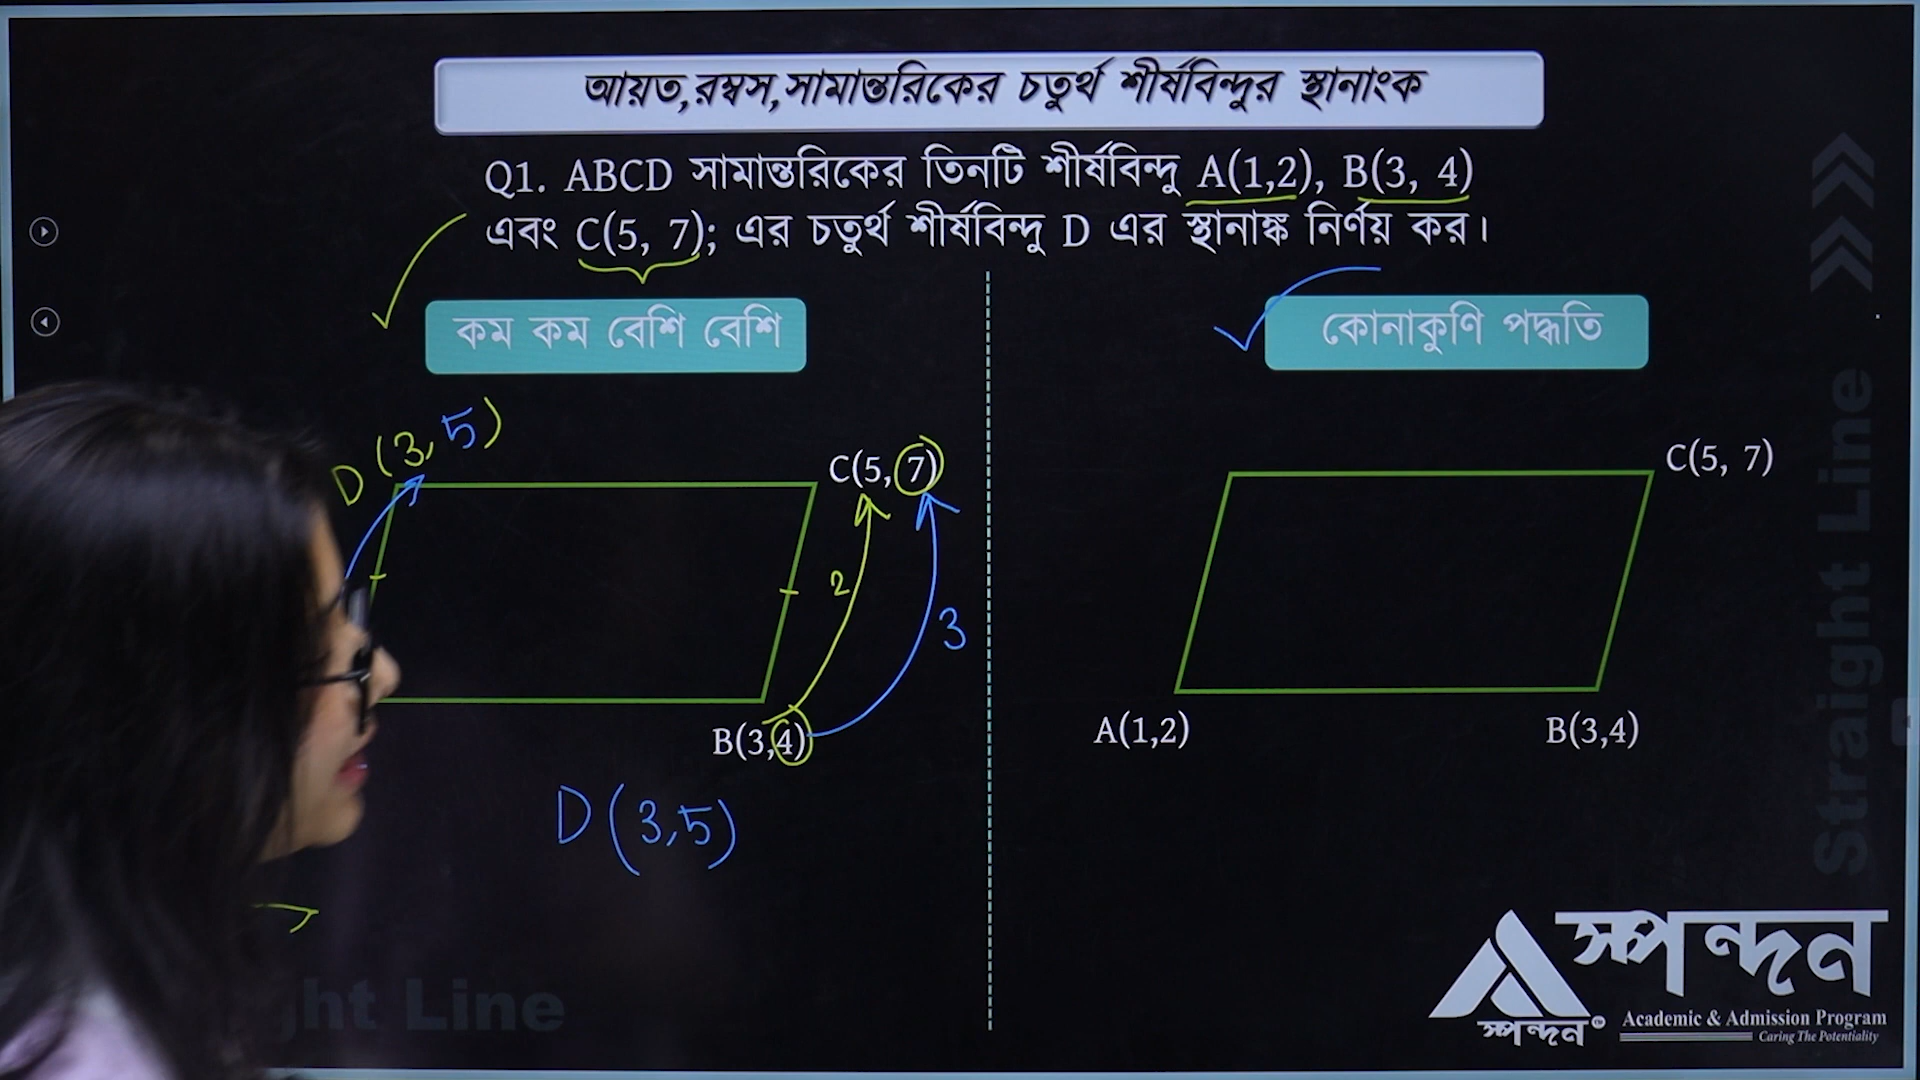 আয়ত,রম্বস,সামান্তরিকের চতুর্থ শীর্ষবিন্দুর স্থানাংক
Q1. ABCD সামান্তরিকের তিনটি শীর্ষবিন্দু A(1,2), B(3, 4)
এবং C(5, 7); এর চতুর্থ শীর্ষবিন্দু D এর স্থানাঙ্ক নির্ণয় কর।
কম কম বেশি বেশি
কোনাকুণি পদ্ধতি
D (3, 5)
C(5, 7)
2
3
B(3,4)
D (3,5)
C(5, 7)
A(1,2)
B(3,4)
Straight Line
ht Line
স্পন্দন
স্পন্দন
Academic & Admission Program
Caring The Potentiality